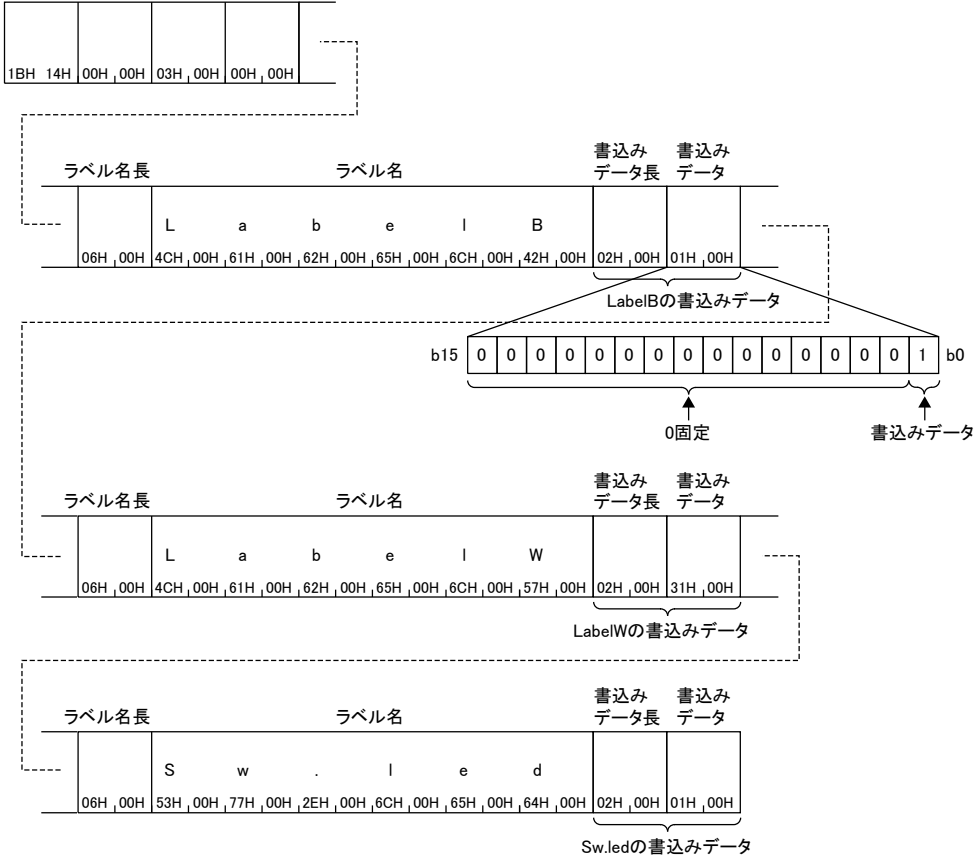 1BH 14H 00H 00H 03H 00H 00H 00H
書込み 書込み
ラベル名長 ラベル名 データ長 データ
L a b e l B
06H 00H 4CH 00H 61H 00H 62H 00H 65H 00H 6CH 00H 42H 00H 02H 00H 01H 00H
LabelBの書込みデータ
b15 0 0 0 0 0 0 0 0 0 0 0 0 0 0 0 1 b0
0固定 書込みデータ
書込み 書込み
ラベル名長 ラベル名 データ長 データ
L a b e l W
06H 00H 4CH 00H 61H 00H 62H 00H 65H 00H 6CH 00H 57H 00H 02H 00H 31H 00H
LabelWの書込みデータ
書込み 書込み
ラベル名長 ラベル名 データ長 データ
S w . l e d
06H 00H 53H 00H 77H 00H 2EH 00H 6CH 00H 65H 00H 64H 00H 02H 00H 01H 00H
Sw.ledの書込みデータ